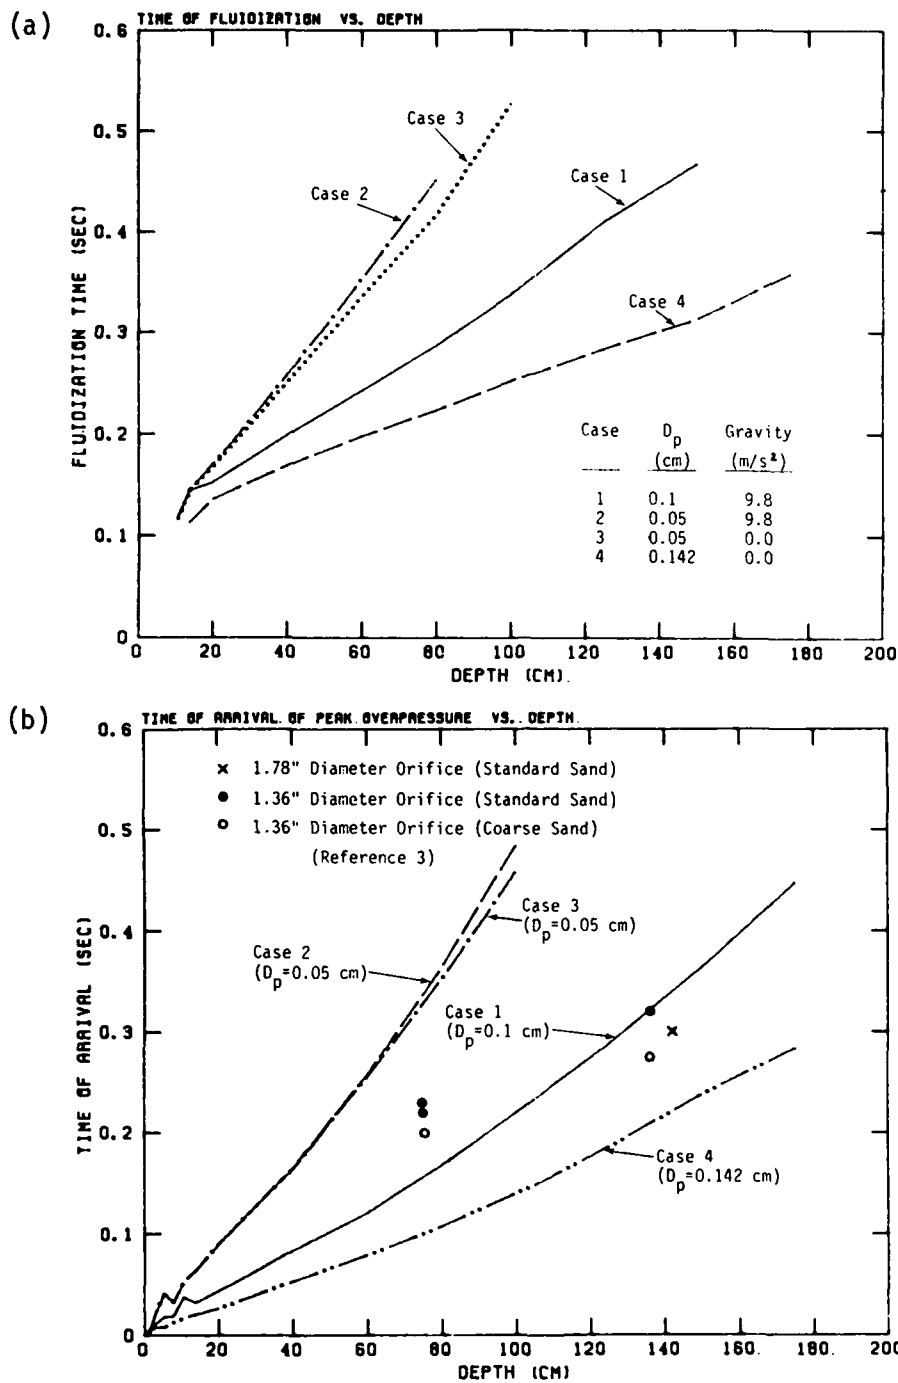 (a)
TIME OF FLUIDIZATION VS. DEPTH
0.6
0.5
0.4
0.3
0.2
0.1
0
FLUIDIZATION TIME (SEC)
Case 3
Case 2
Case 1
Case 4
Case D_p Gravity
(cm) (m/s²)
1 0.1 9.8
2 0.05 9.8
3 0.05 0.0
4 0.142 0.0
20 40 60 80 100 120 140 160 180 200
DEPTH (CM).
(b)
TIME OF ARRIVAL OF PEAK OVERPRESSURE VS. DEPTH
0.6
0.5
0.4
0.3
0.2
0.1
0
TIME OF ARRIVAL (SEC)
× 1.78" Diameter Orifice (Standard Sand)
● 1.36" Diameter Orifice (Standard Sand)
○ 1.36" Diameter Orifice (Coarse Sand)
(Reference 3)
Case 3
(D_p=0.05 cm)
Case 2
(D_p=0.05 cm)
Case 1
(D_p=0.1 cm)
Case 4
(D_p=0.142 cm)
0 20 40 60 80 100 120 140 160. 180. 200
DEPTH (CM)